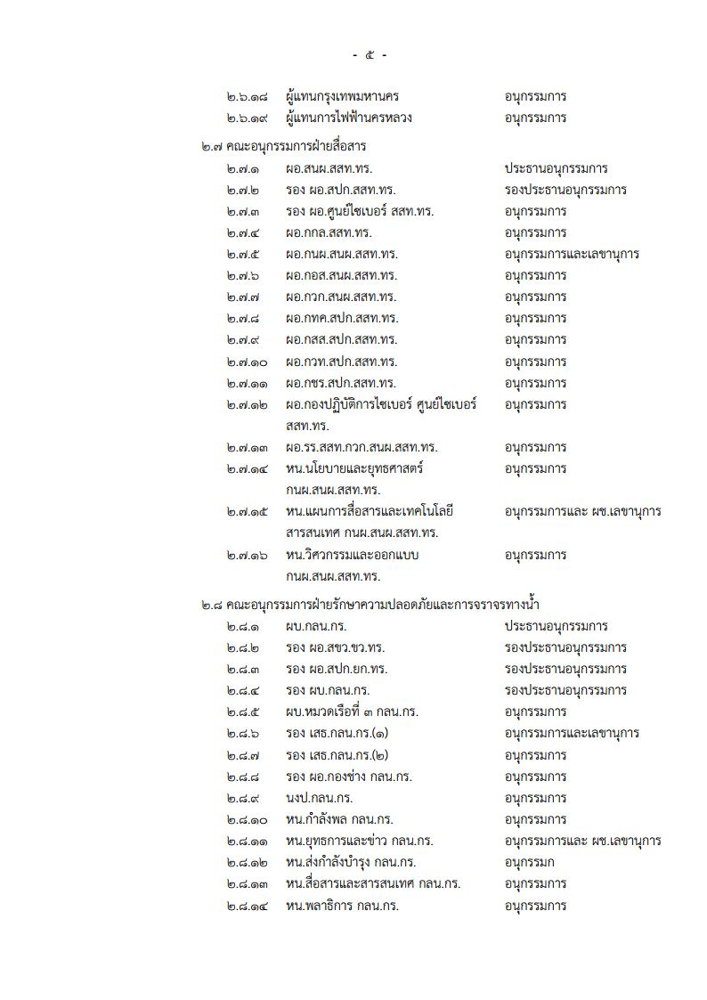 - ๕ -
๒.๖.๑๘ ผู้แทนกรุงเทพมหานคร อนุกรรมการ
๒.๖.๑๙ ผู้แทนการไฟฟ้านครหลวง อนุกรรมการ
๒.๗ คณะอนุกรรมการฝ่ายสื่อสาร
๒.๗.๑ ผอ.สนผ.สสท.ทร. ประธานอนุกรรมการ
๒.๗.๒ รอง ผอ.สปก.สสท.ทร. รองประธานอนุกรรมการ
๒.๗.๓ รอง ผอ.ศูนย์ไซเบอร์ สสท.ทร. อนุกรรมการ
๒.๗.๔ ผอ.กกล.สสท.ทร. อนุกรรมการ
๒.๗.๕ ผอ.กนผ.สนผ.สสท.ทร. อนุกรรมการและเลขานุการ
๒.๗.๖ ผอ.กอส.สนผ.สสท.ทร. อนุกรรมการ
๒.๗.๗ ผอ.กวก.สนผ.สสท.ทร. อนุกรรมการ
๒.๗.๘ ผอ.กทค.สปก.สสท.ทร. อนุกรรมการ
๒.๗.๙ ผอ.กสส.สปก.สสท.ทร. อนุกรรมการ
๒.๗.๑๐ ผอ.กวท.สปก.สสท.ทร. อนุกรรมการ
๒.๗.๑๑ ผอ.กซร.สปก.สสท.ทร. อนุกรรมการ
๒.๗.๑๒ ผอ.กองปฏิบัติการไซเบอร์ ศูนย์ไซเบอร์ อนุกรรมการ
สสท.ทร.
๒.๗.๑๓ ผอ.รร.สสท.กวก.สนผ.สสท.ทร. อนุกรรมการ
๒.๗.๑๔ หน.นโยบายและยุทธศาสตร์ อนุกรรมการ
กนผ.สนผ.สสท.ทร.
๒.๗.๑๕ หน.แผนการสื่อสารและเทคโนโลยี อนุกรรมการและ ผช.เลขานุการ
สารสนเทศ กนผ.สนผ.สสท.ทร.
๒.๗.๑๖ หน.วิศวกรรมและออกแบบ อนุกรรมการ
กนผ.สนผ.สสท.ทร.
๒.๘ คณะอนุกรรมการฝ่ายรักษาความปลอดภัยและการจราจรทางน้ำ
๒.๘.๑ ผบ.กลน.กร. ประธานอนุกรรมการ
๒.๘.๒ รอง ผอ.สขว.ขว.ทร. รองประธานอนุกรรมการ
๒.๘.๓ รอง ผอ.สปก.ยก.ทร. รองประธานอนุกรรมการ
๒.๘.๔ รอง ผบ.กลน.กร. รองประธานอนุกรรมการ
๒.๘.๕ ผบ.หมวดเรือที่ ๓ กลน.กร. อนุกรรมการ
๒.๘.๖ รอง เสธ.กลน.กร.(๑) อนุกรรมการและเลขานุการ
๒.๘.๗ รอง เสธ.กลน.กร.(๒) อนุกรรมการ
๒.๘.๘ รอง ผอ.กองช่าง กลน.กร. อนุกรรมการ
๒.๘.๙ นงป.กลน.กร. อนุกรรมการ
๒.๘.๑๐ หน.กำลังพล กลน.กร. อนุกรรมการ
๒.๘.๑๑ หน.ยุทธการและข่าว กลน.กร. อนุกรรมการและ ผช.เลขานุการ
๒.๘.๑๒ หน.ส่งกำลังบำรุง กลน.กร. อนุกรรมก
๒.๘.๑๓ หน.สื่อสารและสารสนเทศ กลน.กร. อนุกรรมการ
๒.๘.๑๔ หน.พลาธิการ กลน.กร. อนุกรรมการ